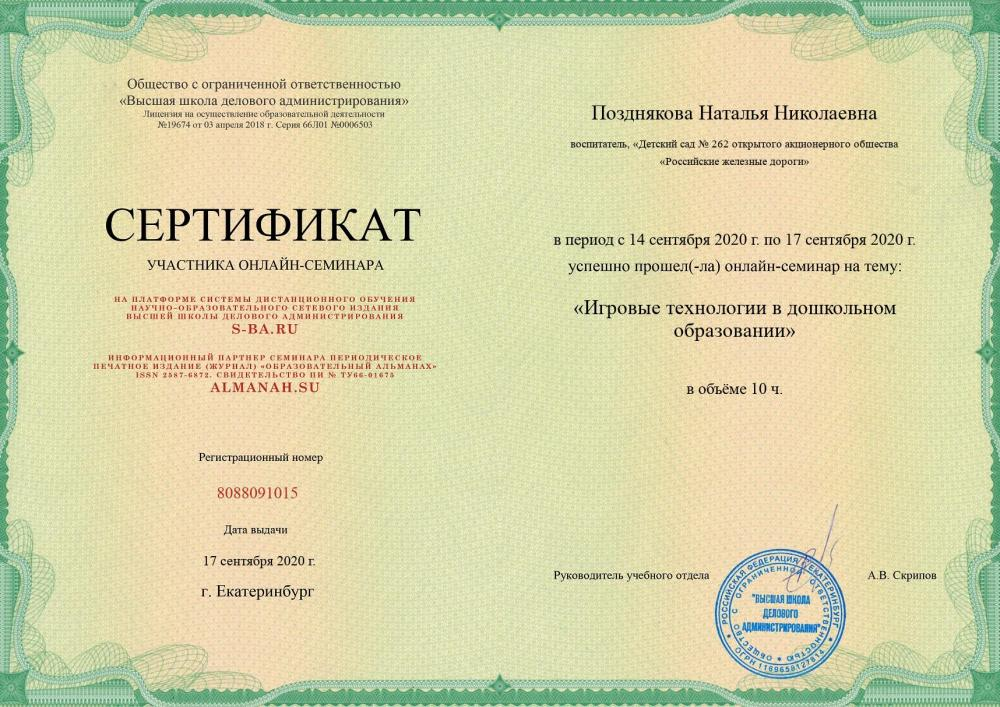 Общество с ограниченной ответственностью
«Высшая школа делового администрирования»
Лицензия на осуществление образовательной деятельности
№19674 от 03 апреля 2018 г. Серия 66Л01 №0006503
СЕРТИФИКАТ
УЧАСТНИКА ОНЛАЙН-СЕМИНАРА
НА ПЛАТФОРМЕ СИСТЕМЫ ДИСТАНЦИОННОГО ОБУЧЕНИЯ
НАУЧНО-ОБРАЗОВАТЕЛЬНОГО СЕТЕВОГО ИЗДАНИЯ
ВЫСШЕЙ ШКОЛЫ ДЕЛОВОГО АДМИНИСТРИРОВАНИЯ
S-BA.RU
ИНФОРМАЦИОННЫЙ ПАРТНЕР СЕМИНАРА ПЕРИОДИЧЕСКОЕ
ПЕЧАТНОЕ ИЗДАНИЕ (ЖУРНАЛ) «ОБРАЗОВАТЕЛЬНЫЙ АЛЬМАНАХ»
ISSN 2587-6872. СВИДЕТЕЛЬСТВО ПИ № ТУ66-01675
ALMANAH.SU
Регистрационный номер
8088091015
Дата выдачи
17 сентября 2020 г.
г. Екатеринбург
Позднякова Наталья Николаевна
воспитатель, «Детский сад № 262 открытого акционерного общества
«Российские железные дороги»
в период с 14 сентября 2020 г. по 17 сентября 2020 г.
успешно прошел(-ла) онлайн-семинар на тему:
«Игровые технологии в дошкольном
образовании»
в объёме 10 ч.
Руководитель учебного отдела
А.В. Скрипов
РОССИЙСКАЯ ФЕДЕРАЦИЯ г. ЕКАТЕРИНБУРГ
ОБЩЕСТВО С ОГРАНИЧЕННОЙ ОТВЕТСТВЕННОСТЬЮ
"ВЫСШАЯ ШКОЛА
ДЕЛОВОГО
АДМИНИСТРИРОВАНИЯ"
ОГРН 1169658127814